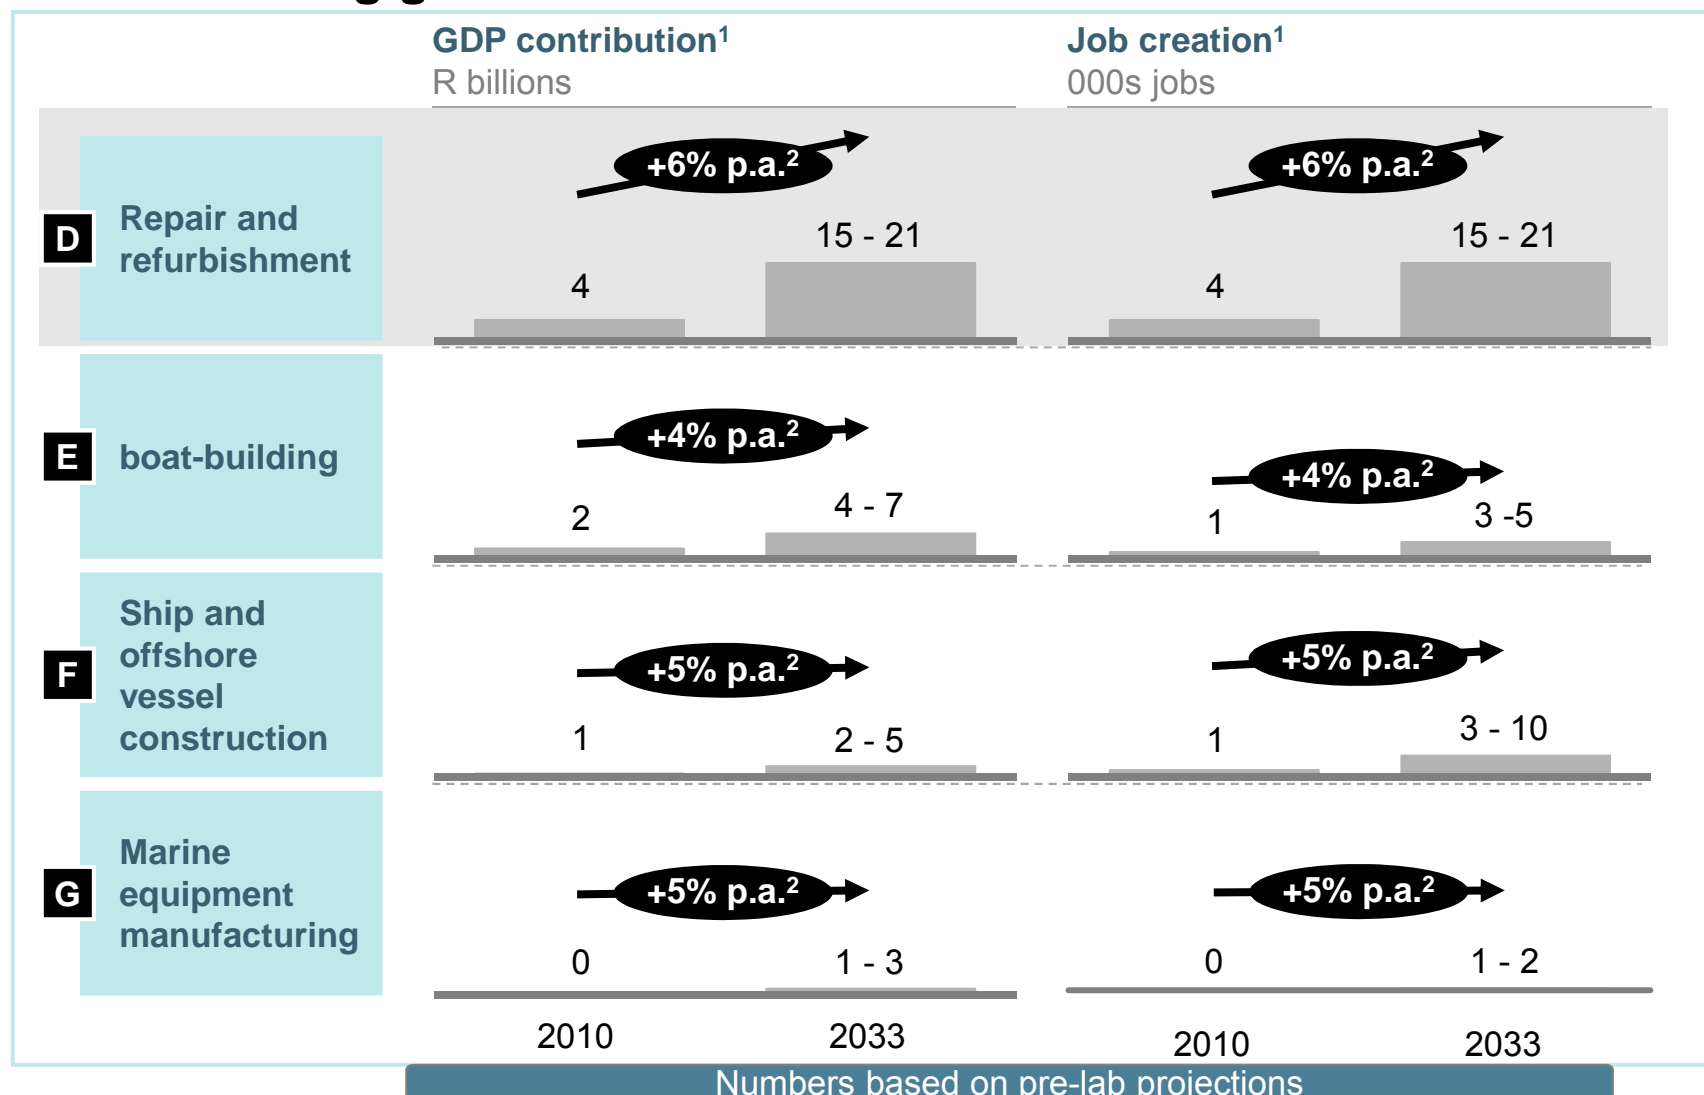 GDP contribution¹
R billions
Job creation¹
000s jobs
D
Repair and
refurbishment
+6% p.a.²
4
15 - 21
+6% p.a.²
4
15 - 21
E
boat-building
+4% p.a.²
2
4 - 7
+4% p.a.²
1
3 -5
F
Ship and
offshore
vessel
construction
+5% p.a.²
1
2 - 5
+5% p.a.²
1
3 - 10
G
Marine
equipment
manufacturing
+5% p.a.²
0
1 - 3
+5% p.a.²
0
1 - 2
2010
2033
2010
2033
Numbers based on pre-lab projections